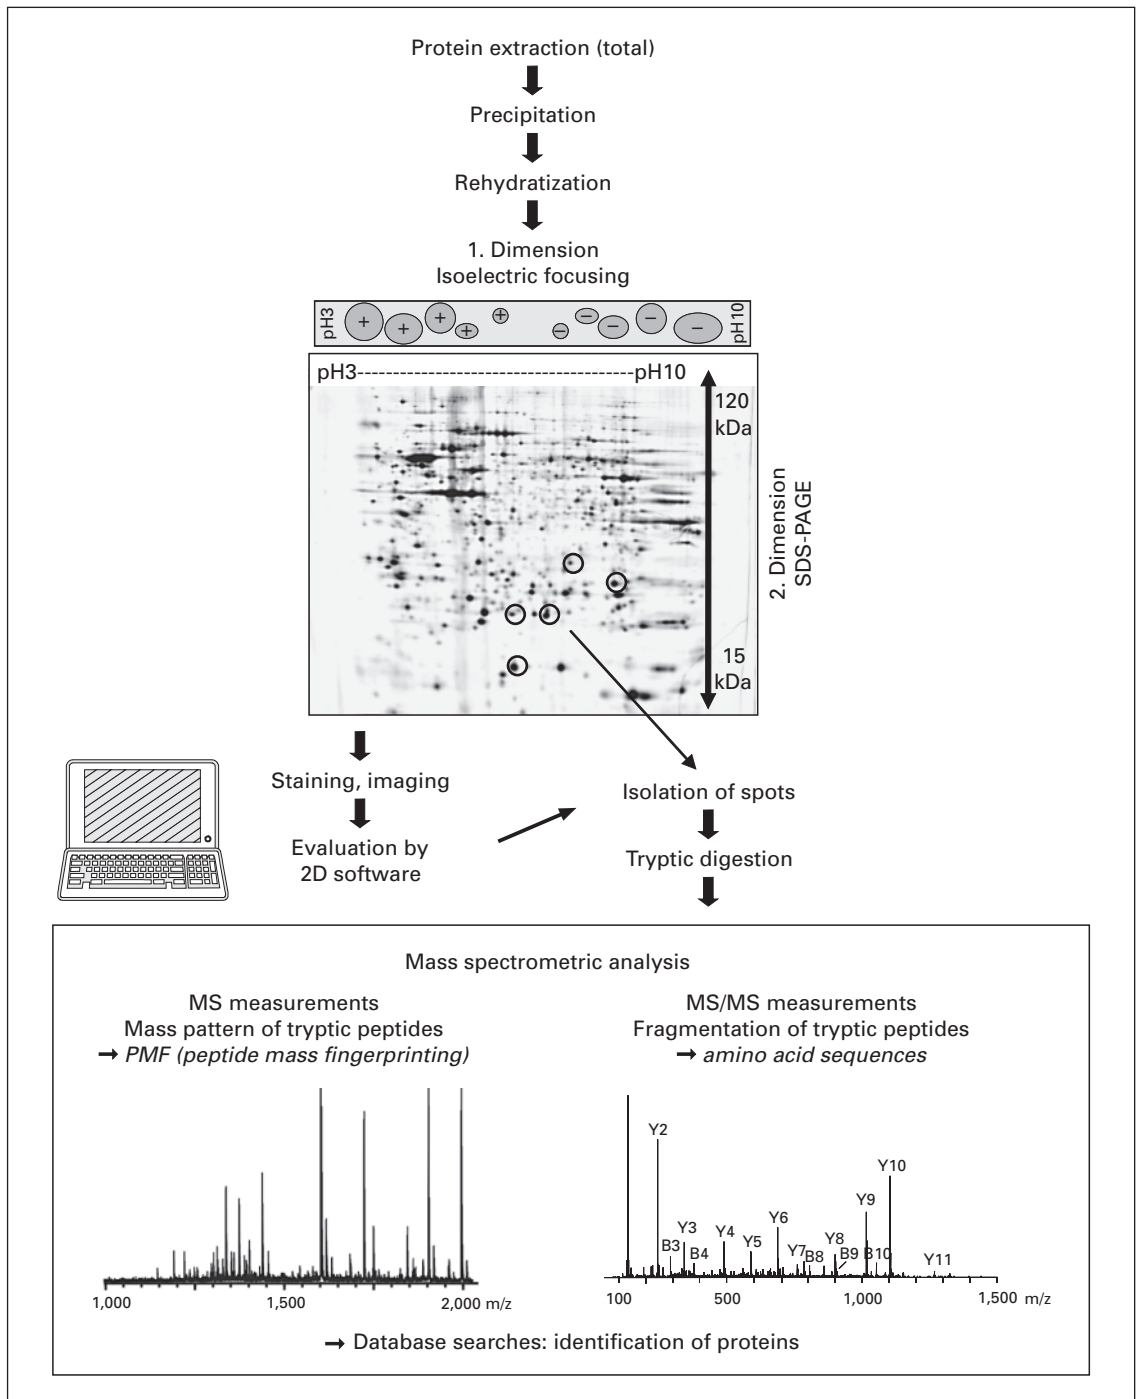 Protein extraction (total)
Precipitation
Rehydratization
1. Dimension
Isoelectric focusing
pH3
+
+
+
+
+
−
−
−
−
−
pH10
pH3--------------------------------------pH10
120
kDa
2. Dimension
SDS-PAGE
15
kDa
Staining, imaging
Evaluation by
2D software
Isolation of spots
Tryptic digestion
Mass spectrometric analysis
MS measurements
Mass pattern of tryptic peptides
➞ PMF (peptide mass fingerprinting)
1,000 1,500 2,000 m/z
MS/MS measurements
Fragmentation of tryptic peptides
➞ amino acid sequences
Y2
B3
Y3
B4
Y4
Y5
Y6
Y7
B8
Y8
B9
Y9
B10
Y10
Y11
100 500 1,000 1,500 m/z
➞ Database searches: identification of proteins